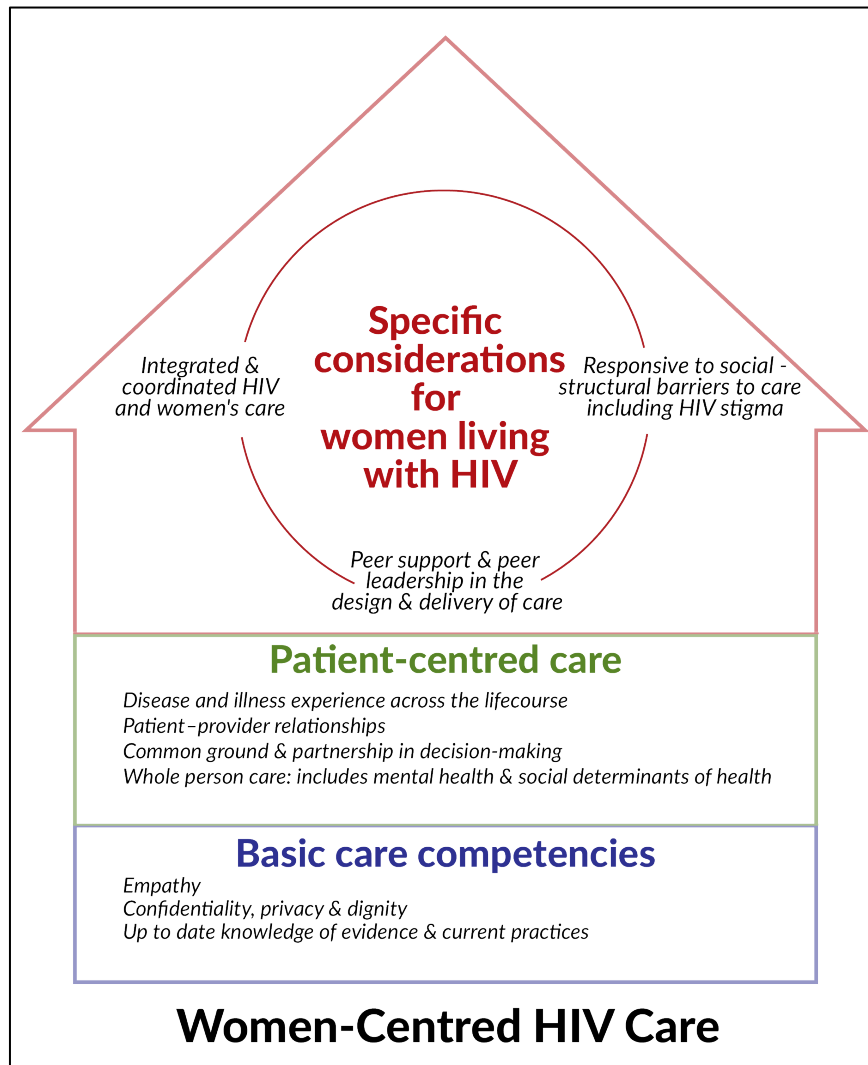 Specific
considerations
for
women living
with HIV
Integrated &
coordinated HIV
and women's care
Responsive to social -
structural barriers to care
including HIV stigma
Peer support & peer
leadership in the
design & delivery of care
Patient-centred care
Disease and illness experience across the lifecourse
Patient–provider relationships
Common ground & partnership in decision-making
Whole person care: includes mental health & social determinants of health
Basic care competencies
Empathy
Confidentiality, privacy & dignity
Up to date knowledge of evidence & current practices
Women-Centred HIV Care